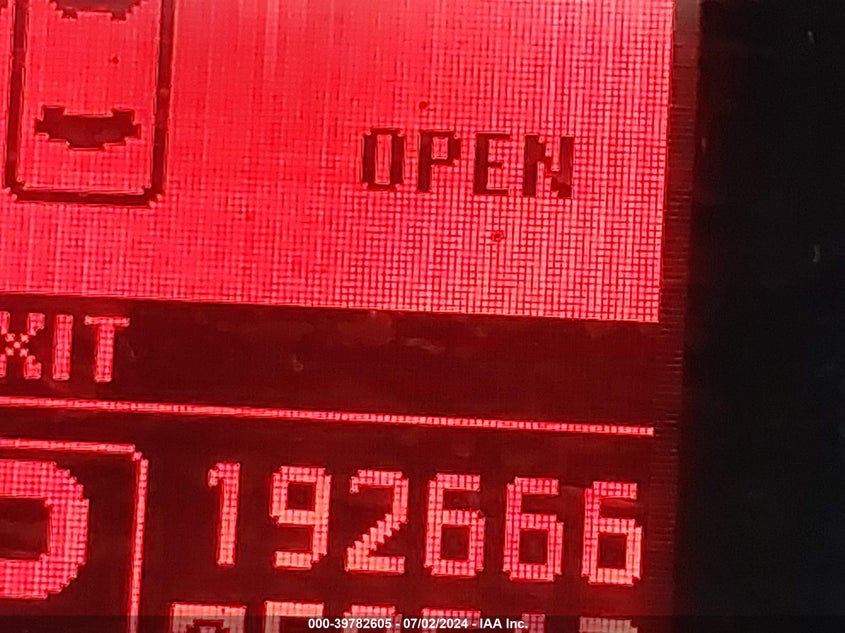 OPEN
XIT
192666
000-39782605 - 07/02/2024 - IAA Inc.